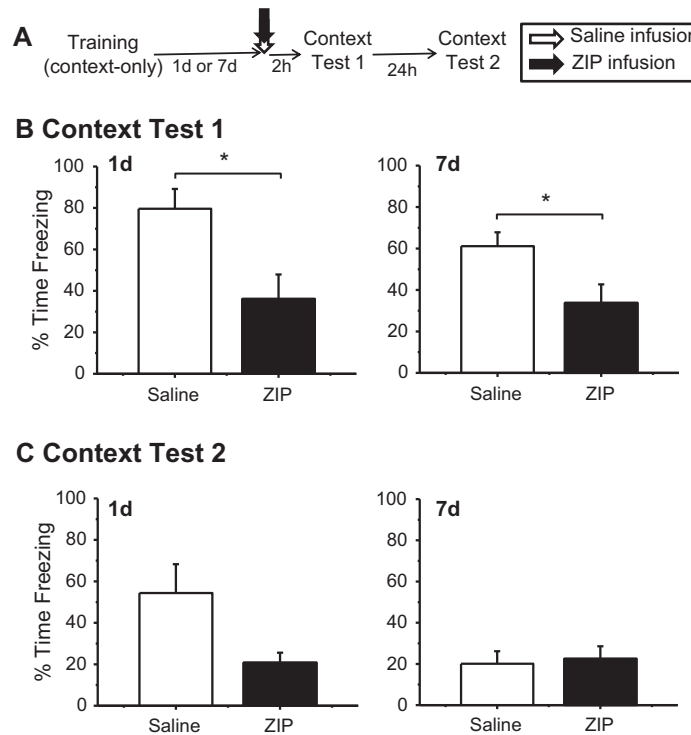 A
Training
(context-only)
1d or 7d
2h
Context
Test 1
24h
Context
Test 2
Saline infusion
ZIP infusion
B Context Test 1
% Time Freezing
100
80
60
40
20
0
1d
*
Saline
ZIP
100
80
60
40
20
0
7d
*
Saline
ZIP
C Context Test 2
% Time Freezing
100
80
60
40
20
0
1d
Saline
ZIP
100
80
60
40
20
0
7d
Saline
ZIP